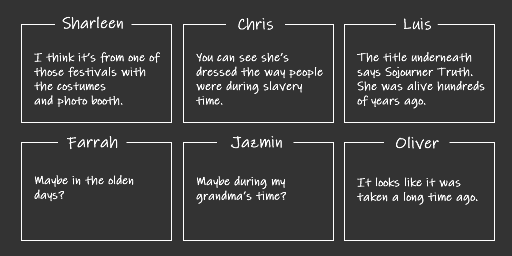 Sharleen
I think it's from one of
those festivals with
the costumes
and photo booth.
Chris
You can see she's
dressed the way people
were during slavery
time.
Luis
The title underneath
says Sojourner Truth.
She was alive hundreds
of years ago.
Farrah
Maybe in the olden
days?
Jazmin
Maybe during my
grandma's time?
Oliver
It looks like it was
taken a long time ago.